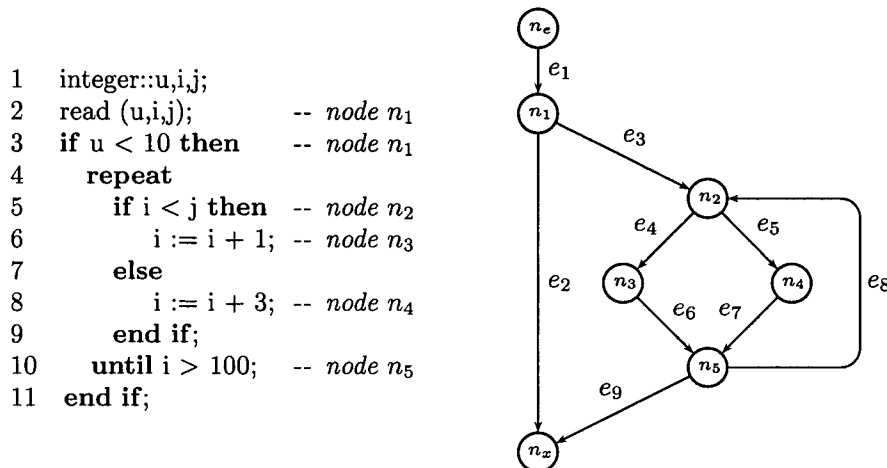 1 integer::u,i,j;
2 read (u,i,j); -- node n₁
3 if u < 10 then -- node n₁
4 repeat
5 if i < j then -- node n₂
6 i := i + 1; -- node n₃
7 else
8 i := i + 3; -- node n₄
9 end if;
10 until i > 100; -- node n₅
11 end if;
nₑ
e₁
n₁
e₃
n₂
e₄ e₅
n₃ n₄
e₂ e₈
e₆ e₇
n₅
e₉
nₓ